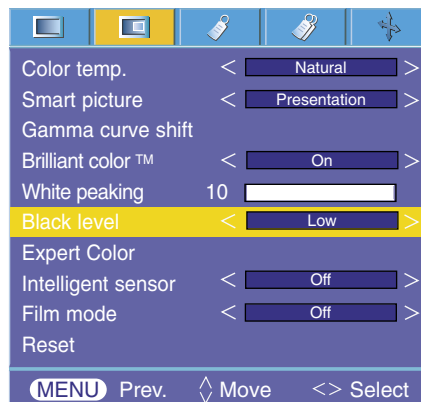 Color temp. < Natural >
Smart picture < Presentation >
Gamma curve shift
Brilliant color ™ < On >
White peaking 10
Black level < Low >
Expert Color
Intelligent sensor < Off >
Film mode < Off >
Reset
MENU Prev. Move <> Select